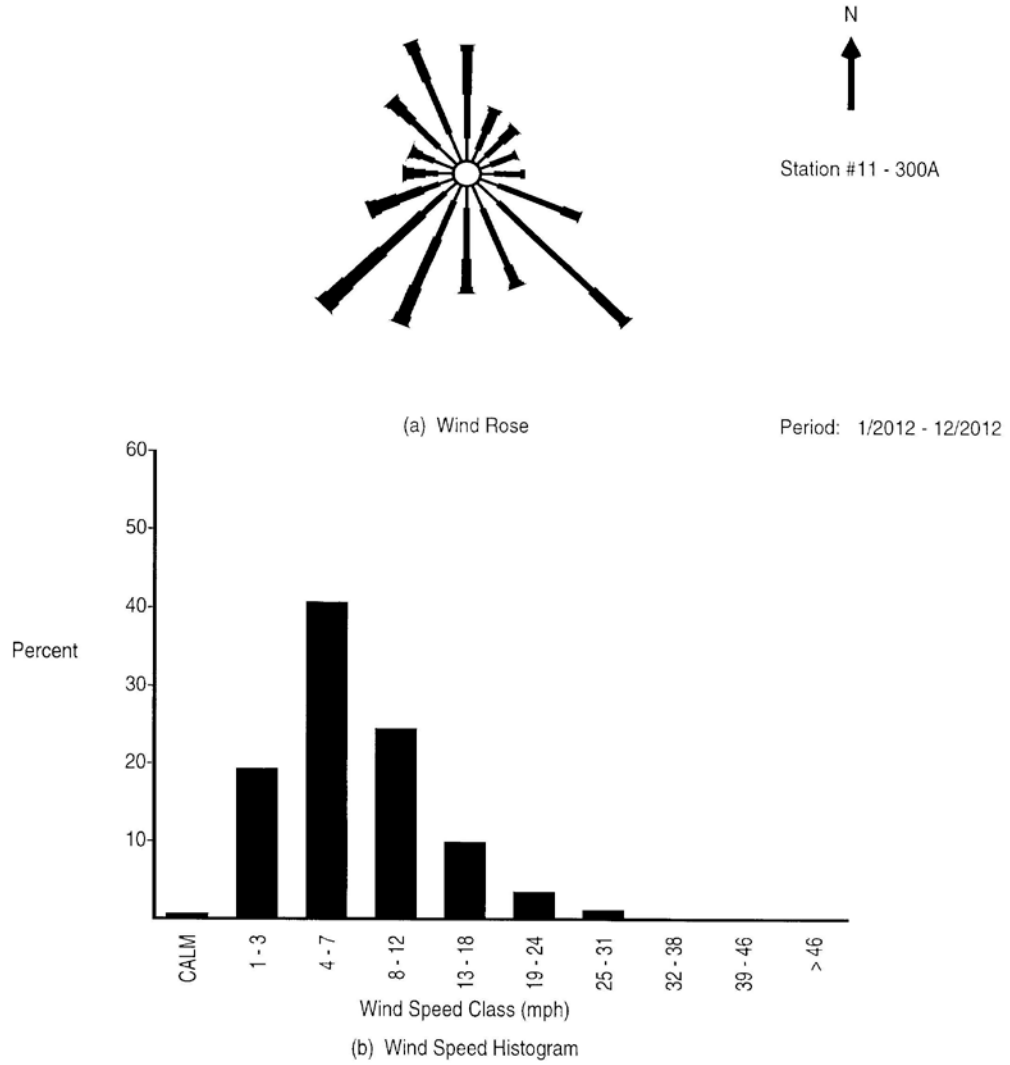 N
Station #11 - 300A
(a) Wind Rose
Period: 1/2012 - 12/2012
60
50
40
30
20
10
Percent
CALM
1 - 3
4 - 7
8 - 12
13 - 18
19 - 24
25 - 31
32 - 38
39 - 46
> 46
Wind Speed Class (mph)
(b) Wind Speed Histogram